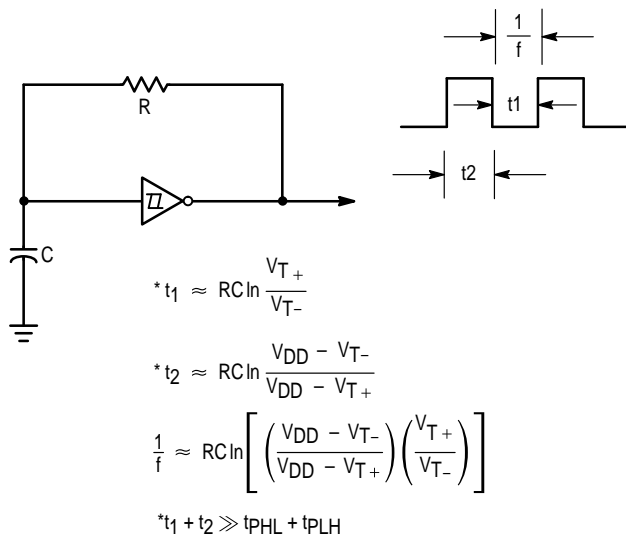 1
f
R
t1
t2
C
* t1 ≈ RC ln VT+ / VT−
* t2 ≈ RC ln VDD − VT− / VDD − VT+
1/f ≈ RC ln [ ( VDD − VT− / VDD − VT+ ) ( VT+ / VT− ) ]
*t1 + t2 ≫ tPHL + tPLH